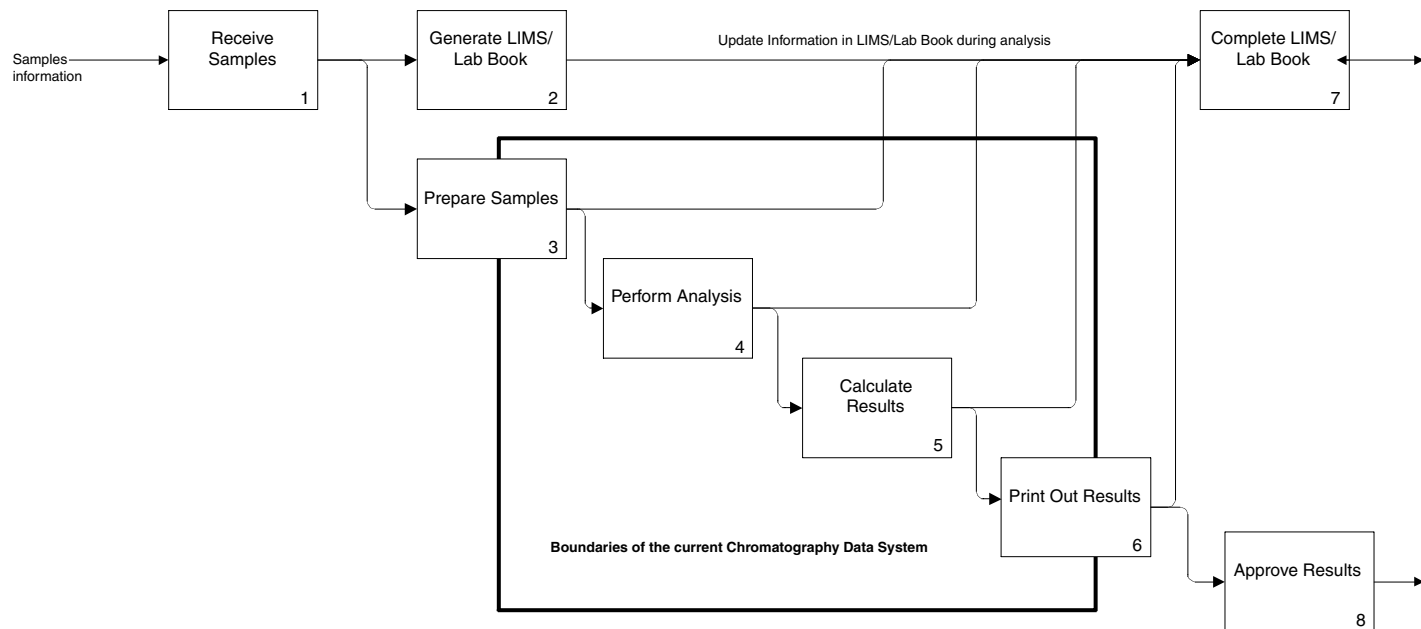 Samples
information
Receive
Samples
1
Generate LIMS/
Lab Book
2
Update Information in LIMS/Lab Book during analysis
Complete LIMS/
Lab Book
7
Prepare Samples
3
Perform Analysis
4
Calculate
Results
5
Print Out Results
6
Boundaries of the current Chromatography Data System
Approve Results
8